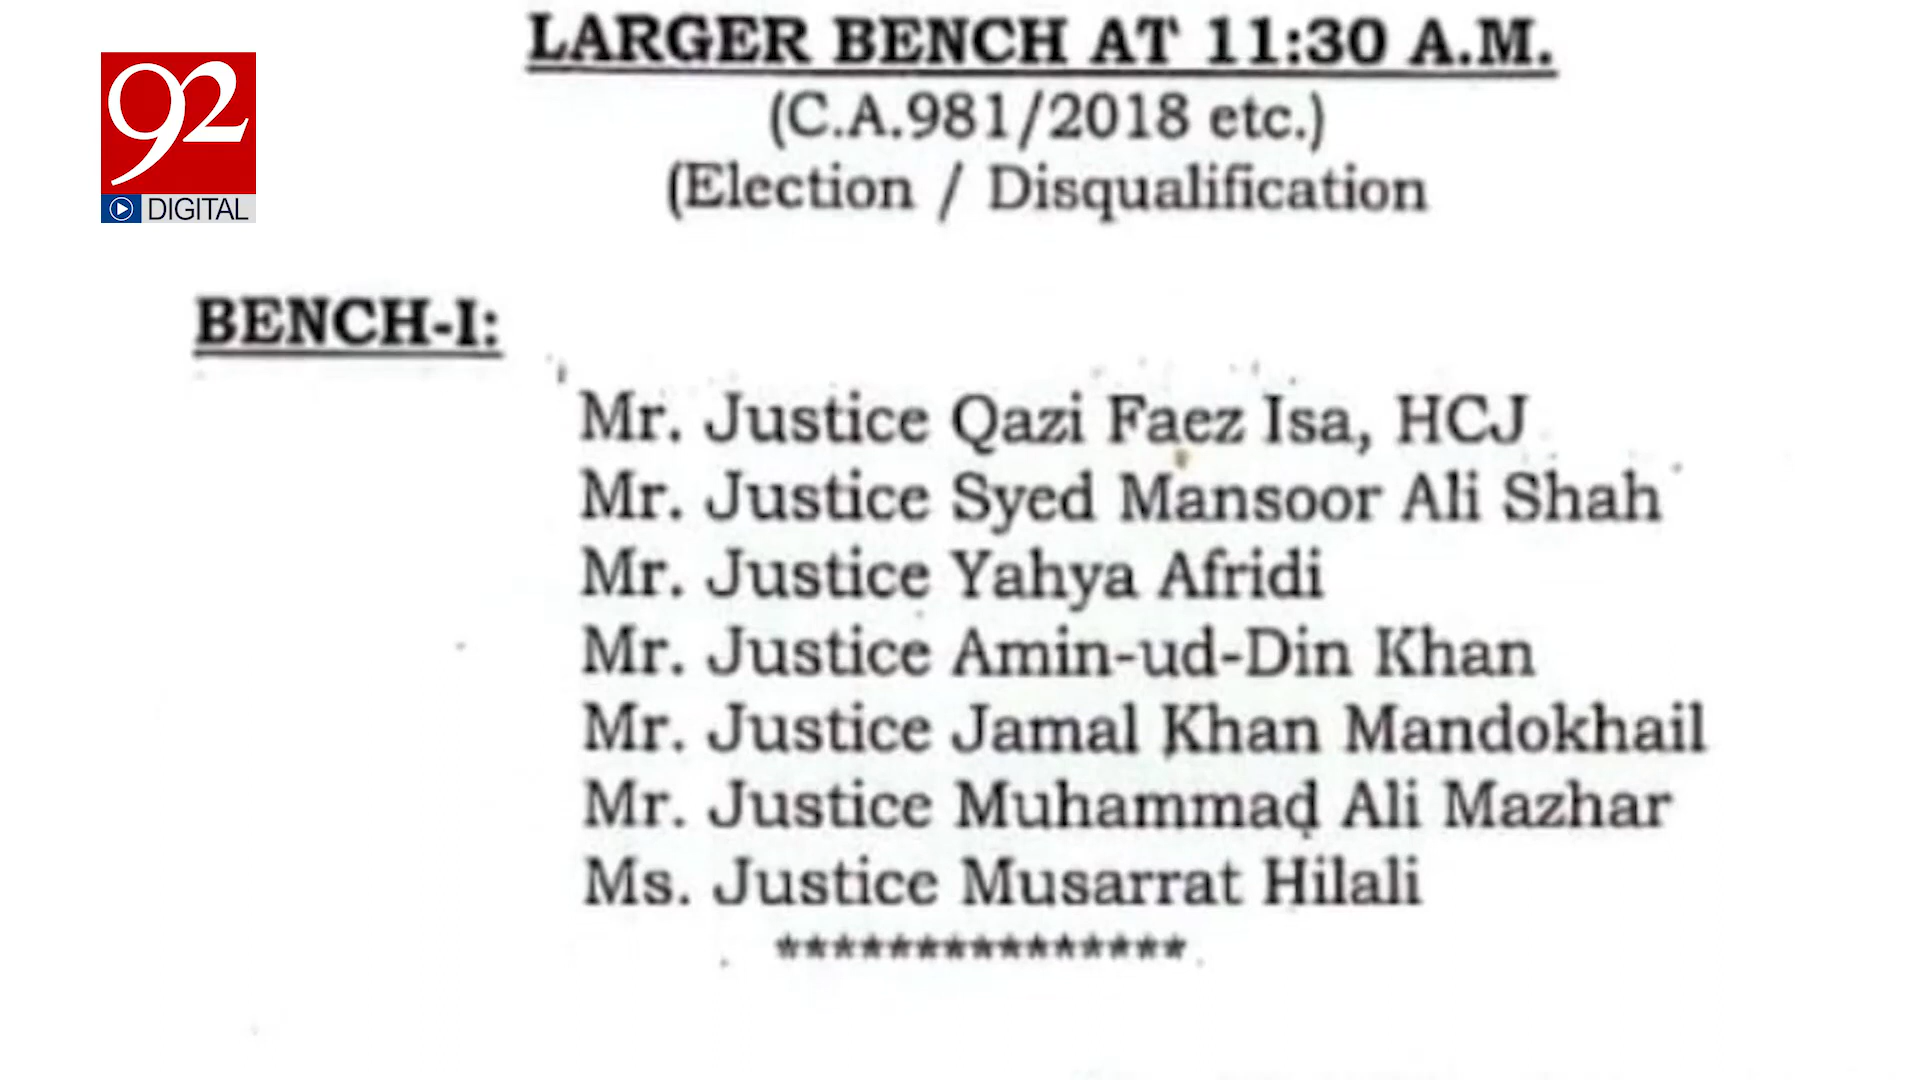 LARGER BENCH AT 11:30 A.M.
(C.A.981/2018 etc.)
(Election / Disqualification
92
DIGITAL
BENCH-I:
Mr. Justice Qazi Faez Isa, HCJ
Mr. Justice Syed Mansoor Ali Shah
Mr. Justice Yahya Afridi
Mr. Justice Amin-ud-Din Khan
Mr. Justice Jamal Khan Mandokhail
Mr. Justice Muhammad Ali Mazhar
Ms. Justice Musarrat Hilali
***************